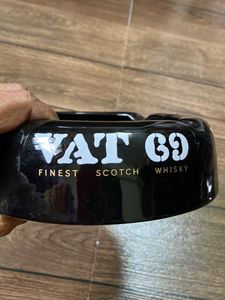 VAT 69
FINEST SCOTCH WHISKY